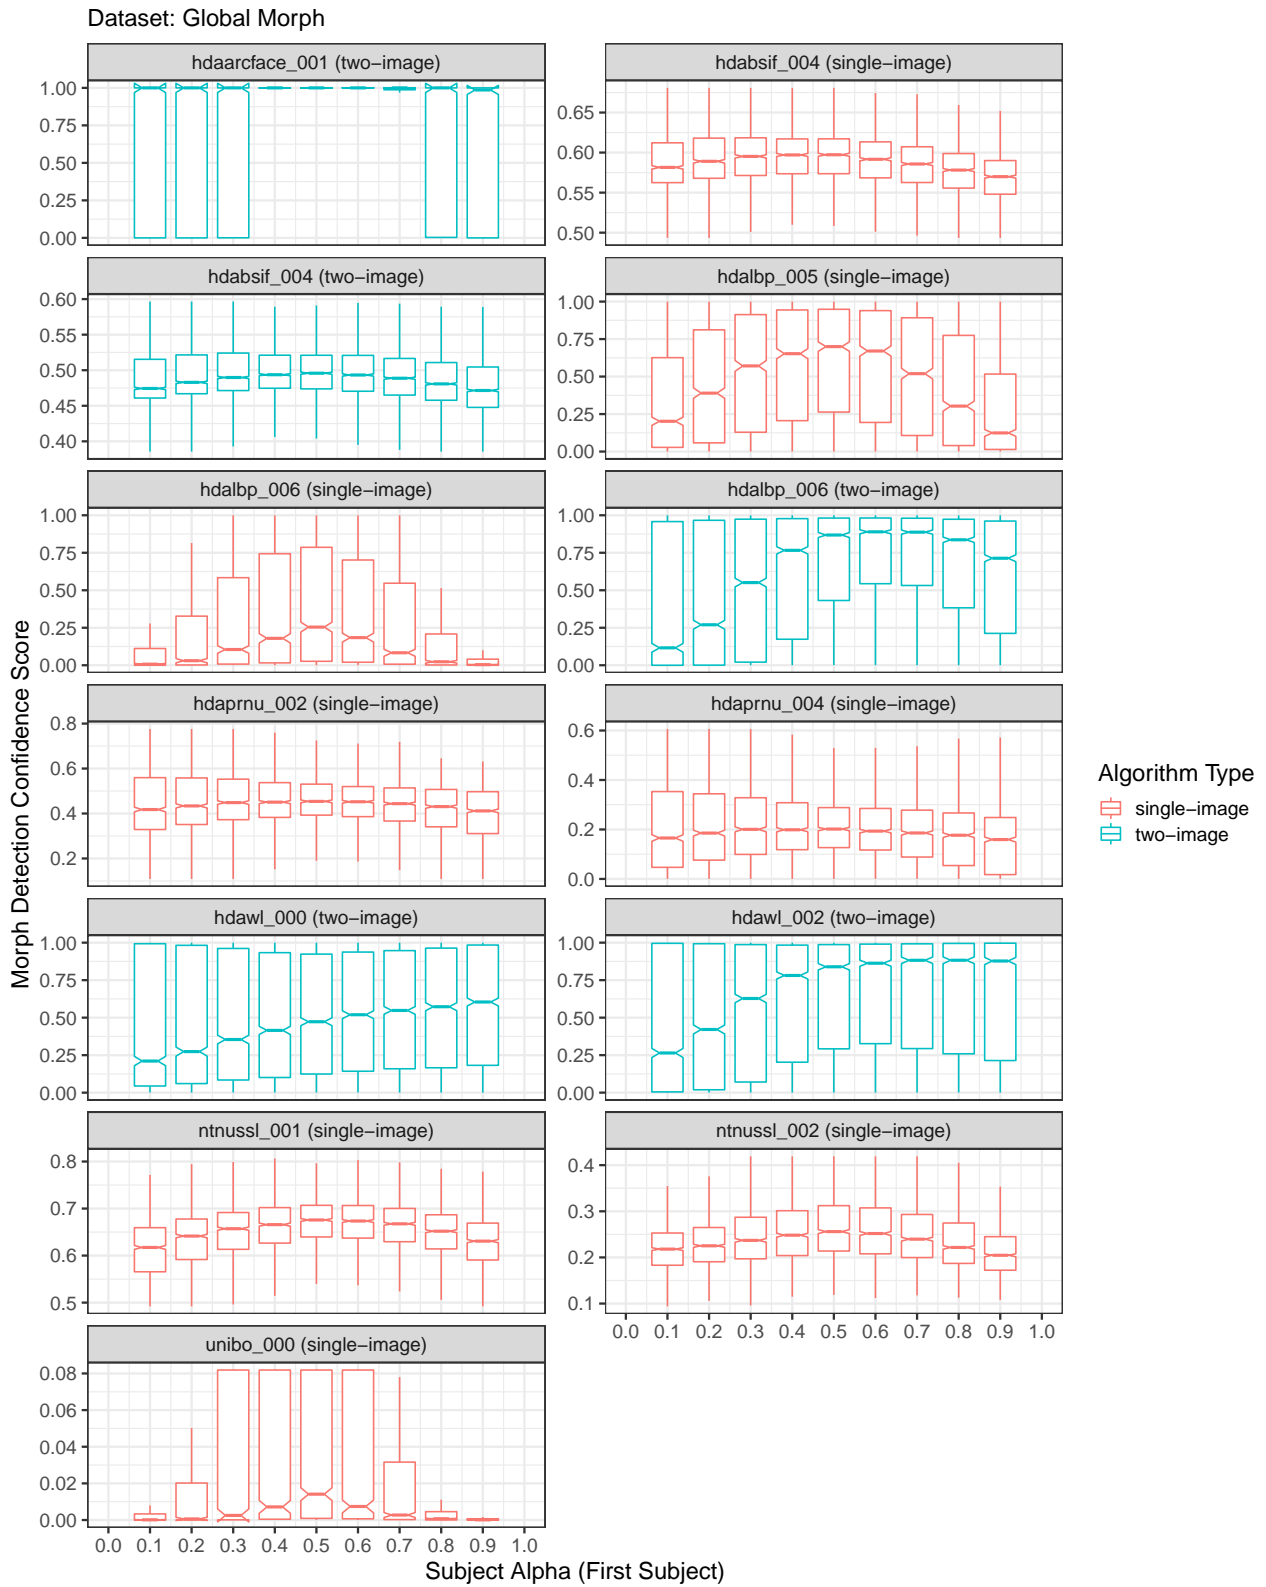 Dataset: Global Morph
hdaarcface_001 (two−image)
hdabsif_004 (single−image)
1.00
0.75
0.50
0.25
0.00
0.65
0.60
0.55
0.50
hdabsif_004 (two−image)
hdalbp_005 (single−image)
0.60
0.55
0.50
0.45
0.40
1.00
0.75
0.50
0.25
0.00
hdalbp_006 (single−image)
hdalbp_006 (two−image)
1.00
0.75
0.50
0.25
0.00
1.00
0.75
0.50
0.25
0.00
hdaprnu_002 (single−image)
hdaprnu_004 (single−image)
0.8
0.6
0.4
0.2
0.6
0.4
0.2
0.0
hdawl_000 (two−image)
hdawl_002 (two−image)
1.00
0.75
0.50
0.25
0.00
1.00
0.75
0.50
0.25
0.00
ntnussl_001 (single−image)
ntnussl_002 (single−image)
0.8
0.7
0.6
0.5
0.4
0.3
0.2
0.1
0.0 0.1 0.2 0.3 0.4 0.5 0.6 0.7 0.8 0.9 1.0
unibo_000 (single−image)
0.08
0.06
0.04
0.02
0.00
0.0 0.1 0.2 0.3 0.4 0.5 0.6 0.7 0.8 0.9 1.0
Subject Alpha (First Subject)
Morph Detection Confidence Score
Algorithm Type
single−image
two−image